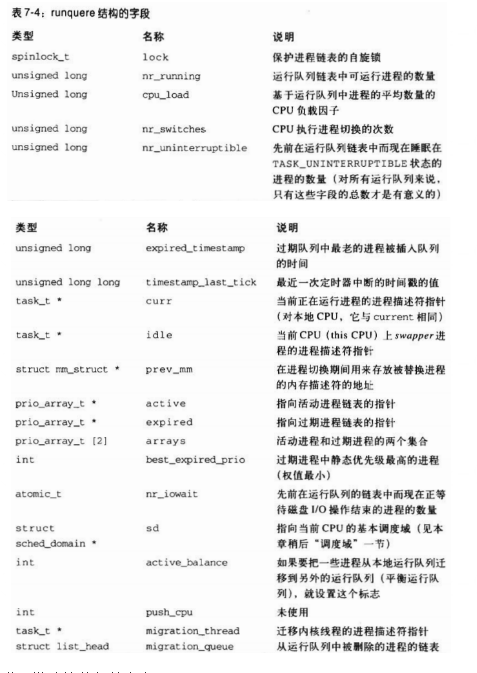 表 7-4：runquere 结构的字段
类型 名称 说明
spinlock_t lock 保护进程链表的自旋锁
unsigned long nr_running 运行队列链表中可运行进程的数量
Unsigned long cpu_load 基于运行队列中进程的平均数量的
CPU 负载因子
unsigned long nr_switches CPU 执行进程切换的次数
unsigned long nr_uninterruptible 先前在运行队列链表中而现在睡眠在
TASK_UNINTERRUPTIBLE 状态的
进程的数量（对所有运行队列来说，
只有这些字段的总数才是有意义的）
类型 名称 说明
unsigned long expired_timestamp 过期队列中最老的进程被插入队列
的时间
unsigned long long timestamp_last_tick 最近一次定时器中断的时间戳的值
task_t * curr 当前正在运行进程的进程描述符指针
（对本地 CPU，它与 current 相同）
task_t * idle 当前 CPU（this CPU）上 swapper 进
程的进程描述符指针
struct mm_struct * prev_mm 在进程切换期间用来存放被替换进程
的内存描述符的地址
prio_array_t * active 指向活动进程链表的指针
prio_array_t * expired 指向过期进程链表的指针
prio_array_t [2] arrays 活动进程和过期进程的两个集合
int best_expired_prio 过期进程中静态优先级最高的进程
（权值最小）
atomic_t nr_iowait 先前在运行队列的链表中而现在正等
待磁盘 I/O 操作结束的进程的数量
struct sd 指向当前 CPU 的基本调度域（见本
sched_domain * 章稍后“调度域”一节）
int active_balance 如果要把一些进程从本地运行队列迁
移到另外的运行队列（平衡运行队
列），就设置这个标志
int push_cpu 未使用
task_t * migration_thread 迁移内核线程的进程描述符指针
struct list_head migration_queue 从运行队列中被删除的进程的链表